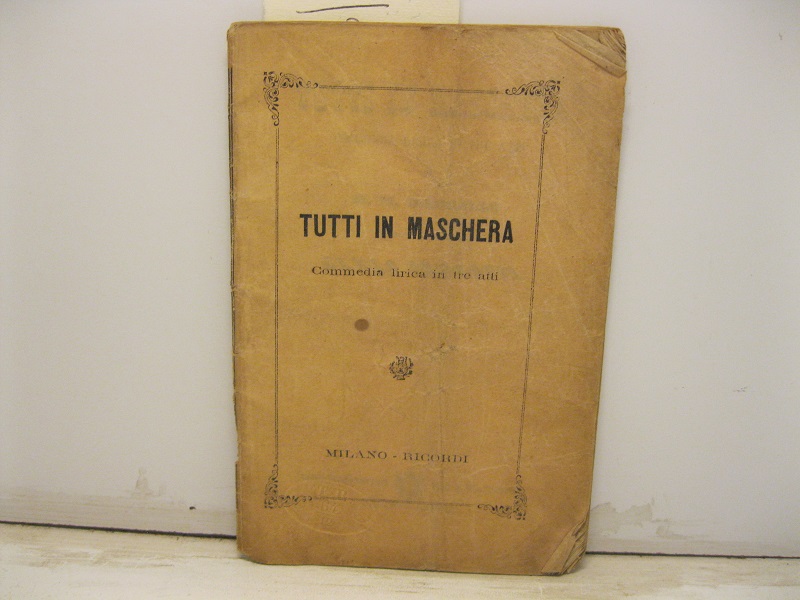 TUTTI IN MASCHERA
Commedia lirica in tre atti
MILANO - RICORDI